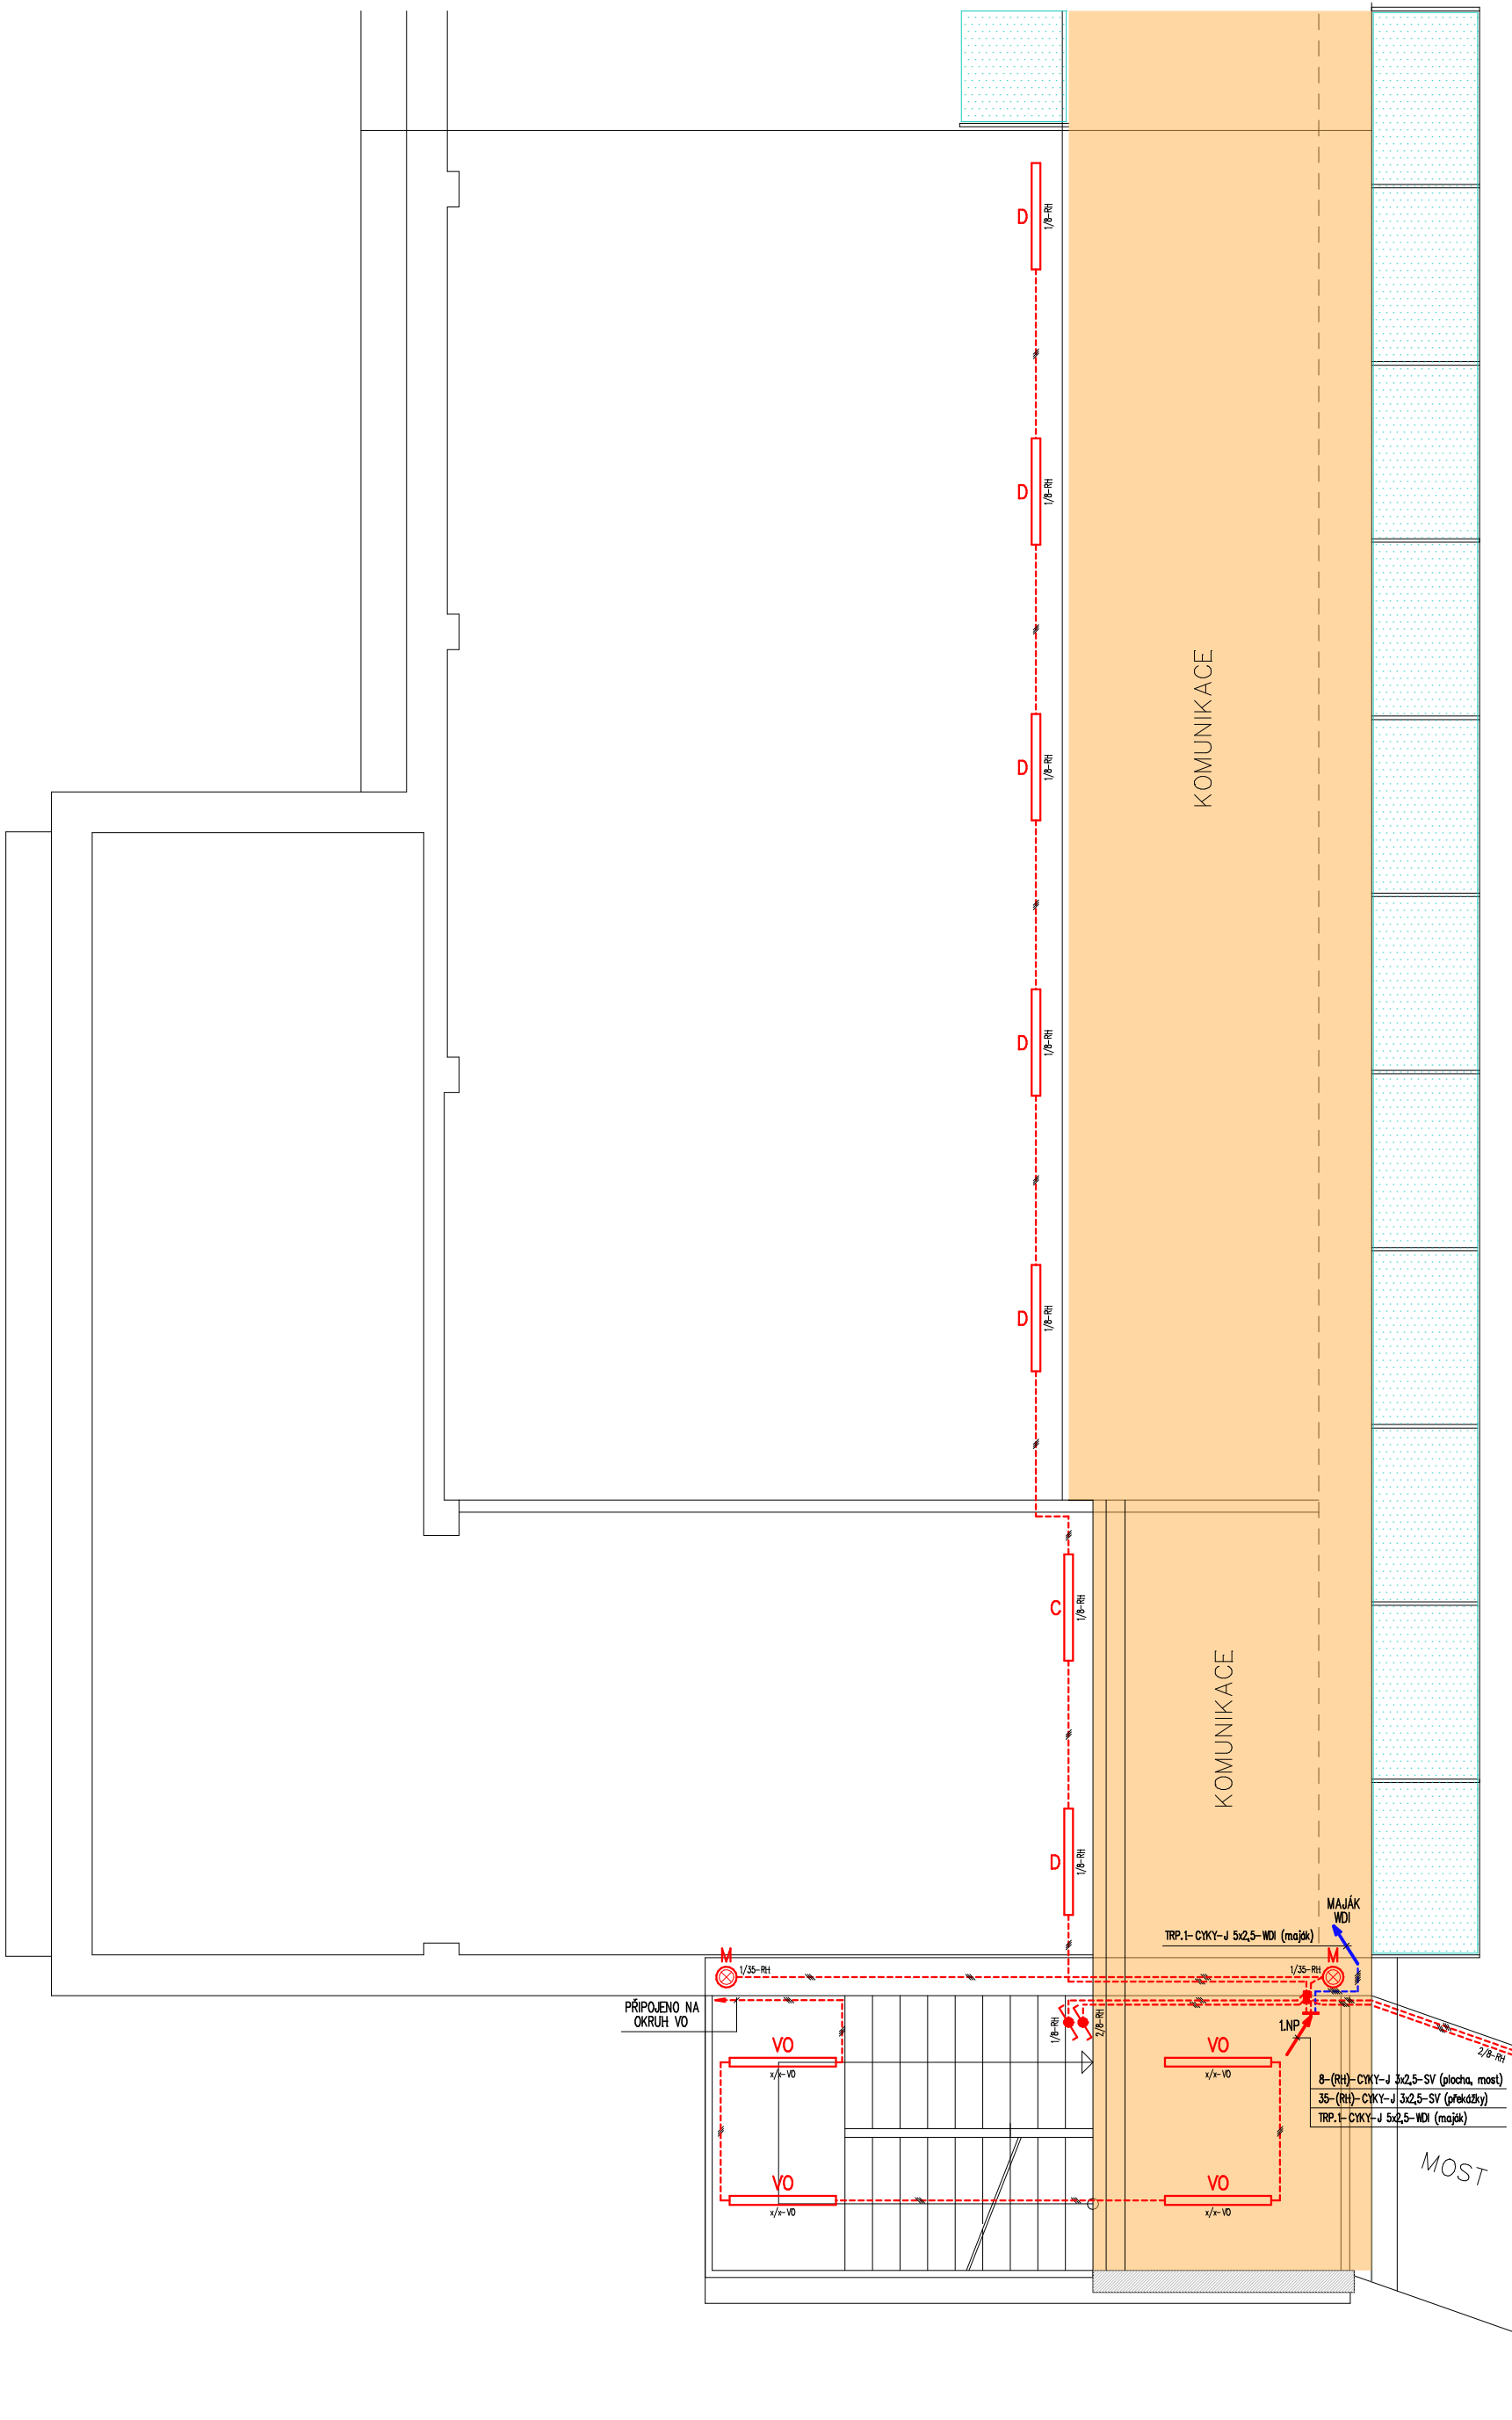 D
1/8-RH
D
1/8-RH
KOMUNIKACE
D
1/8-RH
D
1/8-RH
D
1/8-RH
C
1/8-RH
KOMUNIKACE
D
1/8-RH
MAJÁK
WDI
TRP.1-CYKY-J 5x2,5-WDI (maják)
M
1/35-RH
M
1/35-RH
PŘIPOJENO NA
OKRUH VO
1/8-RH
2/8-RH
1.NP
2/8-RH
VO
x/x-VO
VO
x/x-VO
8-(RH)-CYKY-J 3x2,5-SV (plocha, most)
35-(RH)-CYKY-J 3x2,5-SV (překážky)
TRP.1-CYKY-J 5x2,5-WDI (maják)
MOST
VO
x/x-VO
VO
x/x-VO